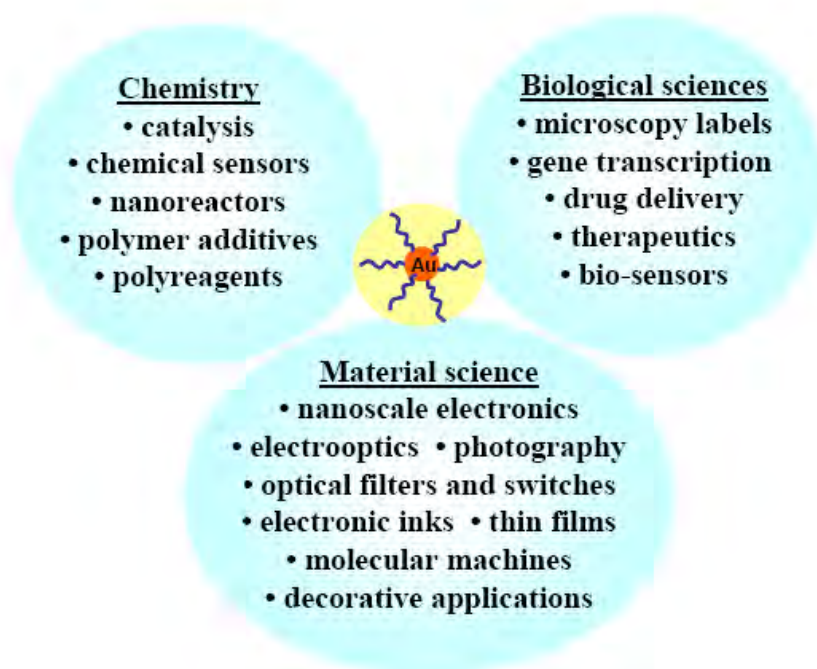 Chemistry
• catalysis
• chemical sensors
• nanoreactors
• polymer additives
• polyreagents
Biological sciences
• microscopy labels
• gene transcription
• drug delivery
• therapeutics
• bio-sensors
Au
Material science
• nanoscale electronics
• electrooptics • photography
• optical filters and switches
• electronic inks • thin films
• molecular machines
• decorative applications